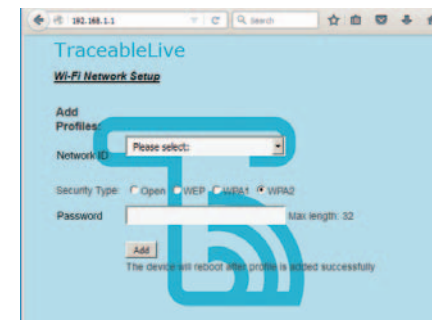 192.168.1.1
Search
TraceableLive
Wi-Fi Network Setup
Add
Profiles:
Network ID Please select:
Security Type: Open WEP WPA1 WPA2
Password Max length: 32
Add
The device will reboot after profile is added successfully